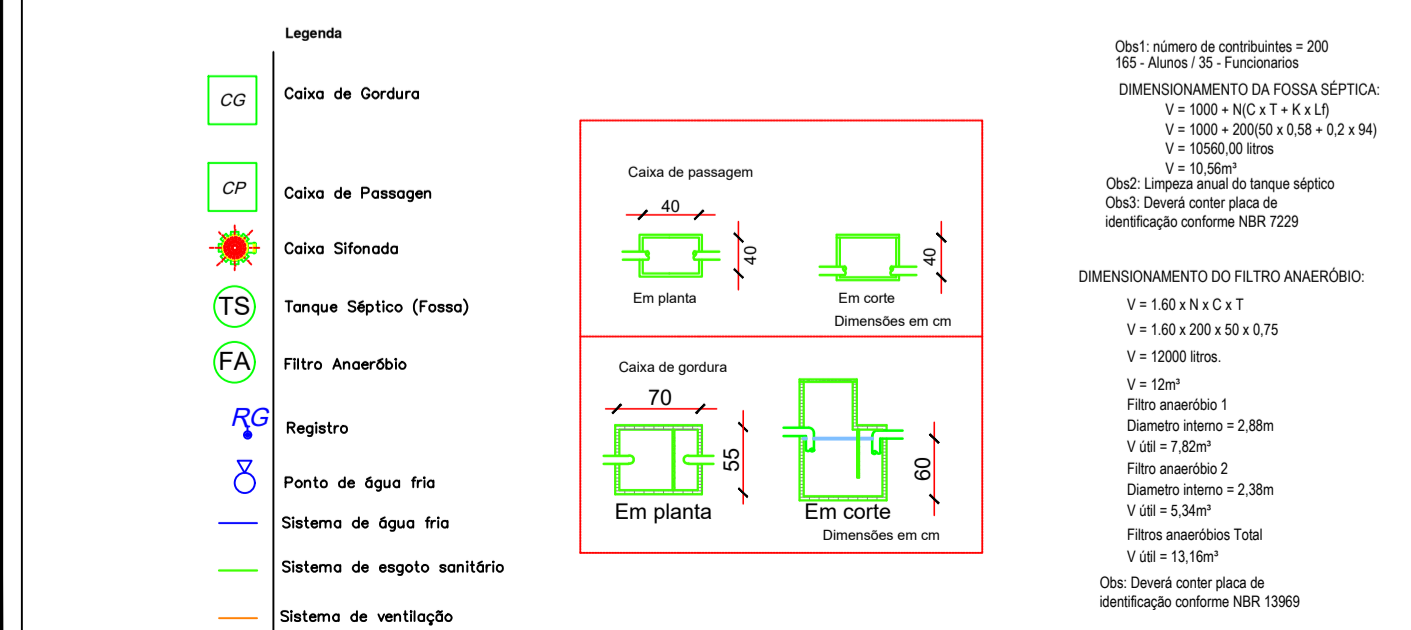 Legenda
CG
Caixa de Gordura
CP
Caixa de Passagen
Caixa Sifonada
TS
Tanque Séptico (Fossa)
FA
Filtro Anaeróbio
RG
Registro
Ponto de água fria
Sistema de água fria
Sistema de esgoto sanitário
Sistema de ventilação
Caixa de passagem
40
40
40
Em planta
Em corte
Dimensões em cm
Caixa de gordura
70
55
60
Em planta
Em corte
Dimensões em cm
Obs1: número de contribuintes = 200
165 - Alunos / 35 - Funcionarios
DIMENSIONAMENTO DA FOSSA SÉPTICA:
V = 1000 + N(C x T + K x Lf)
V = 1000 + 200(50 x 0,58 + 0,2 x 94)
V = 10560,00 litros
V = 10,56m³
Obs2: Limpeza anual do tanque séptico
Obs3: Deverá conter placa de
identificação conforme NBR 7229
DIMENSIONAMENTO DO FILTRO ANAERÓBIO:
V = 1.60 x N x C x T
V = 1.60 x 200 x 50 x 0,75
V = 12000 litros.
V = 12m³
Filtro anaeróbio 1
Diametro interno = 2,88m
V útil = 7,82m³
Filtro anaeróbio 2
Diametro interno = 2,38m
V útil = 5,34m³
Filtros anaeróbios Total
V útil = 13,16m³
Obs: Deverá conter placa de
identificação conforme NBR 13969